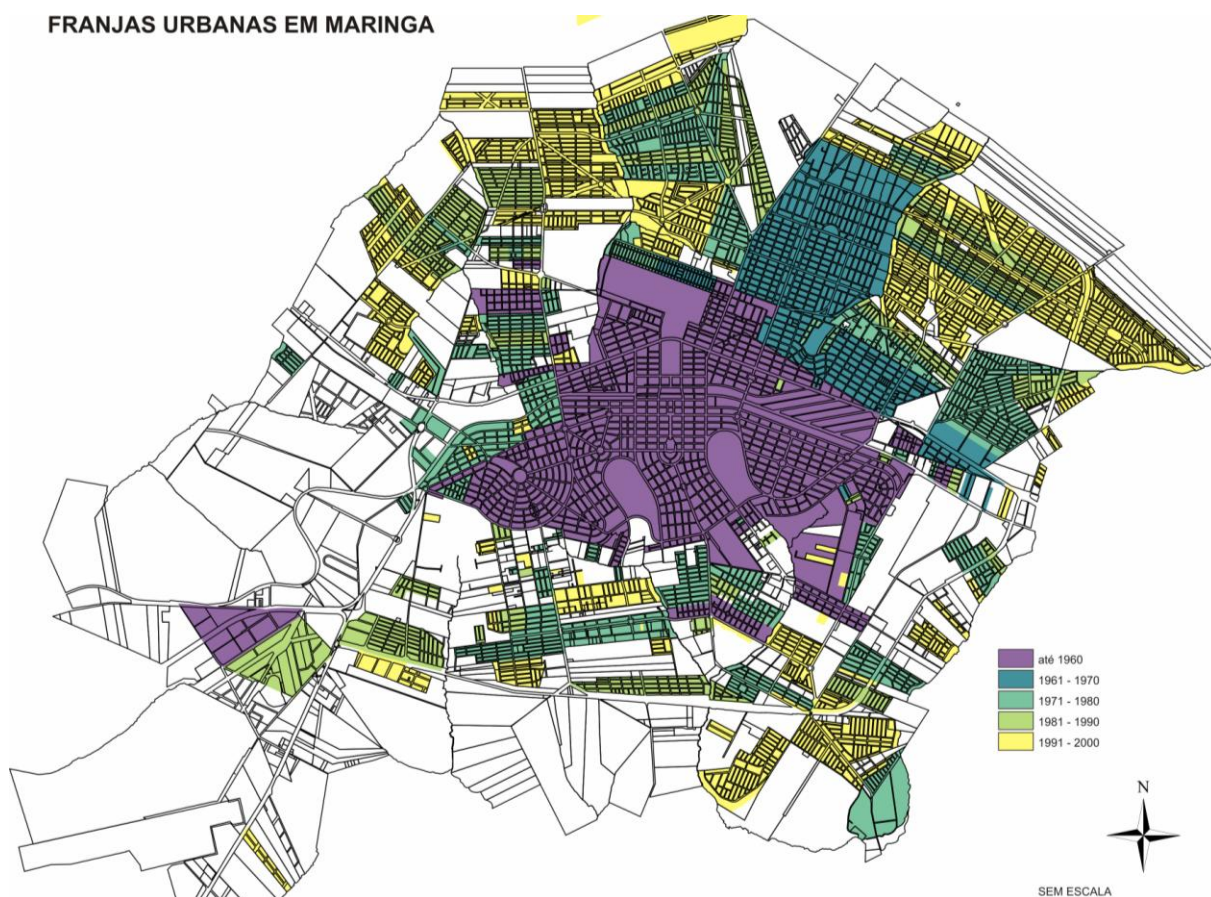 FRANJAS URBANAS EM MARINGA
até 1960
1961 - 1970
1971 - 1980
1981 - 1990
1991 - 2000
N
SEM ESCALA